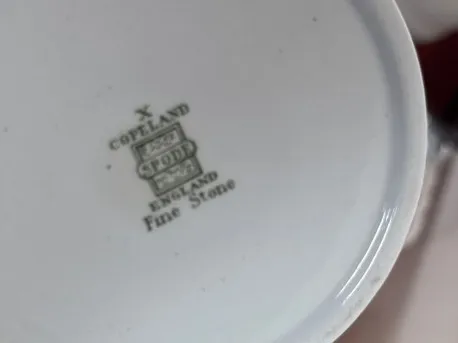 X
COPELAND
SPODE
ENGLAND
Fine Stone